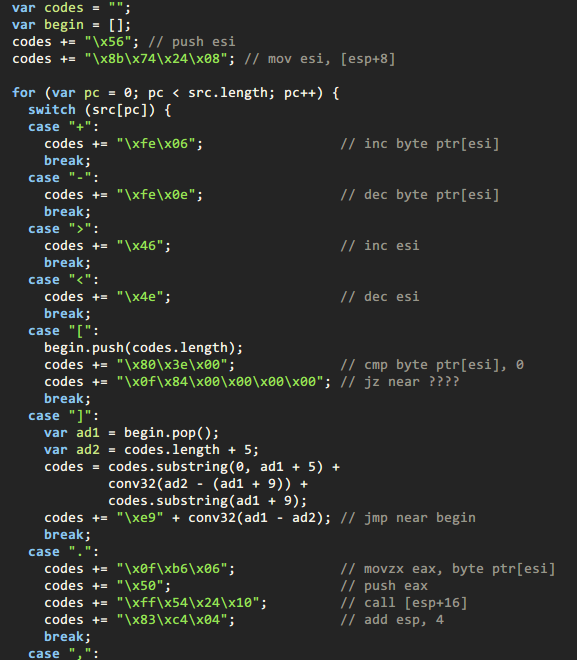 var codes = "";
var begin = [];
codes += "\x56"; // push esi
codes += "\x8b\x74\x24\x08"; // mov esi, [esp+8]
for (var pc = 0; pc < src.length; pc++) {
  switch (src[pc]) {
  case "+":
    codes += "\xfe\x06";                 // inc byte ptr[esi]
    break;
  case "-":
    codes += "\xfe\x0e";                 // dec byte ptr[esi]
    break;
  case ">":
    codes += "\x46";                     // inc esi
    break;
  case "<":
    codes += "\x4e";                     // dec esi
    break;
  case "[":
    begin.push(codes.length);
    codes += "\x80\x3e\x00";             // cmp byte ptr[esi], 0
    codes += "\x0f\x84\x00\x00\x00\x00"; // jz near ????
    break;
  case "]":
    var ad1 = begin.pop();
    var ad2 = codes.length + 5;
    codes = codes.substring(0, ad1 + 5) +
            conv32(ad2 - (ad1 + 9)) +
            codes.substring(ad1 + 9);
    codes += "\xe9" + conv32(ad1 - ad2); // jmp near begin
    break;
  case ".":
    codes += "\x0f\xb6\x06";             // movzx eax, byte ptr[esi]
    codes += "\x50";                     // push eax
    codes += "\xff\x54\x24\x10";         // call [esp+16]
    codes += "\x83\xc4\x04";             // add esp, 4
    break;
  case ",":